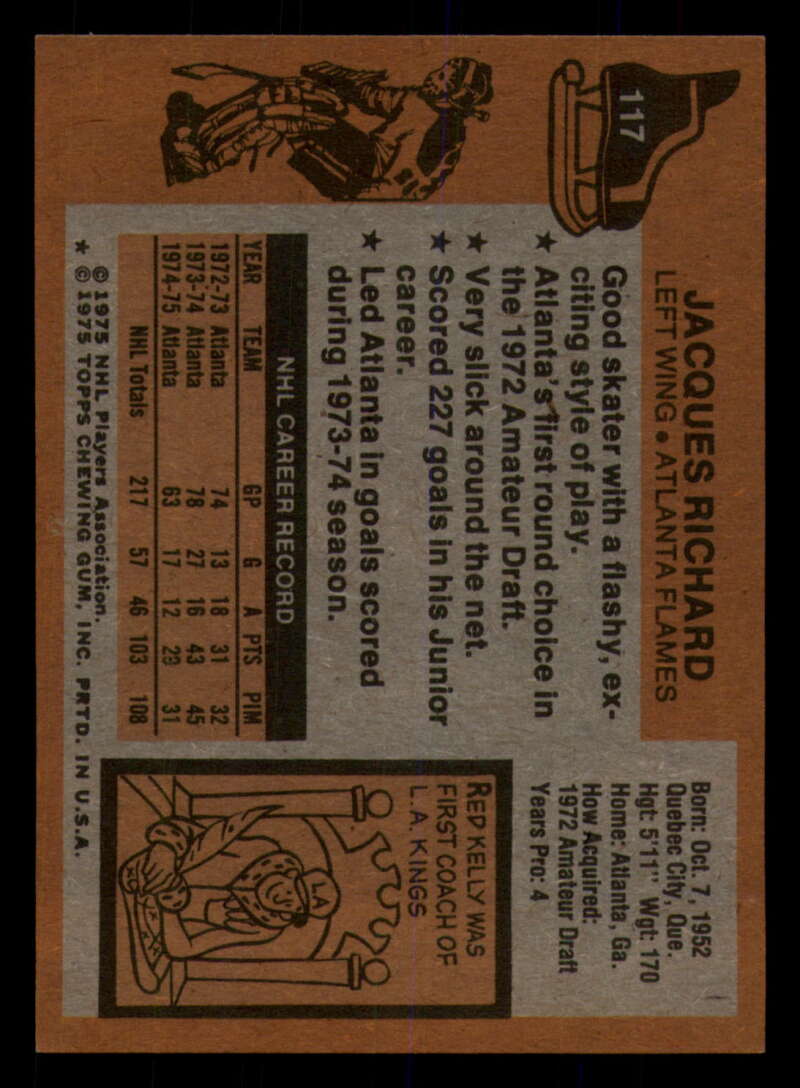 117
JACQUES RICHARD
LEFT WING • ATLANTA FLAMES
Good skater with a flashy, ex-
citing style of play.
★ Atlanta's first round choice in
the 1972 Amateur Draft.
★ Very slick around the net.
★ Scored 227 goals in his Junior
career.
★ Led Atlanta in goals scored
during 1973-74 season.
NHL CAREER RECORD
YEAR TEAM GP G A PTS PIM
1972-73 Atlanta 74 13 18 31 32
1973-74 Atlanta 78 27 16 43 45
1974-75 Atlanta 63 17 12 29 31
NHL Totals 217 57 46 103 108
© 1975 NHL Players Association.
★ © 1975 TOPPS CHEWING GUM, INC. PRTD. IN U.S.A.
Born: Oct. 7, 1952
Quebec City, Que.
Hgt: 5'11" Wgt: 170
Home: Atlanta, Ga.
How Acquired:
1972 Amateur Draft
Years Pro: 4
RED KELLY WAS
FIRST COACH OF
L.A. KINGS
LA